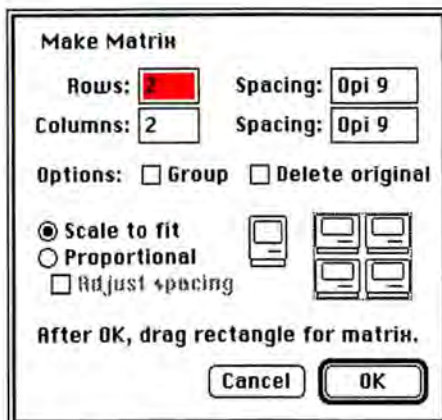 Make Matrix
Rows: 2 Spacing: 0pi 9
Columns: 2 Spacing: 0pi 9
Options: Group Delete original
Scale to fit
Proportional
Adjust spacing
After OK, drag rectangle for matrix.
Cancel OK